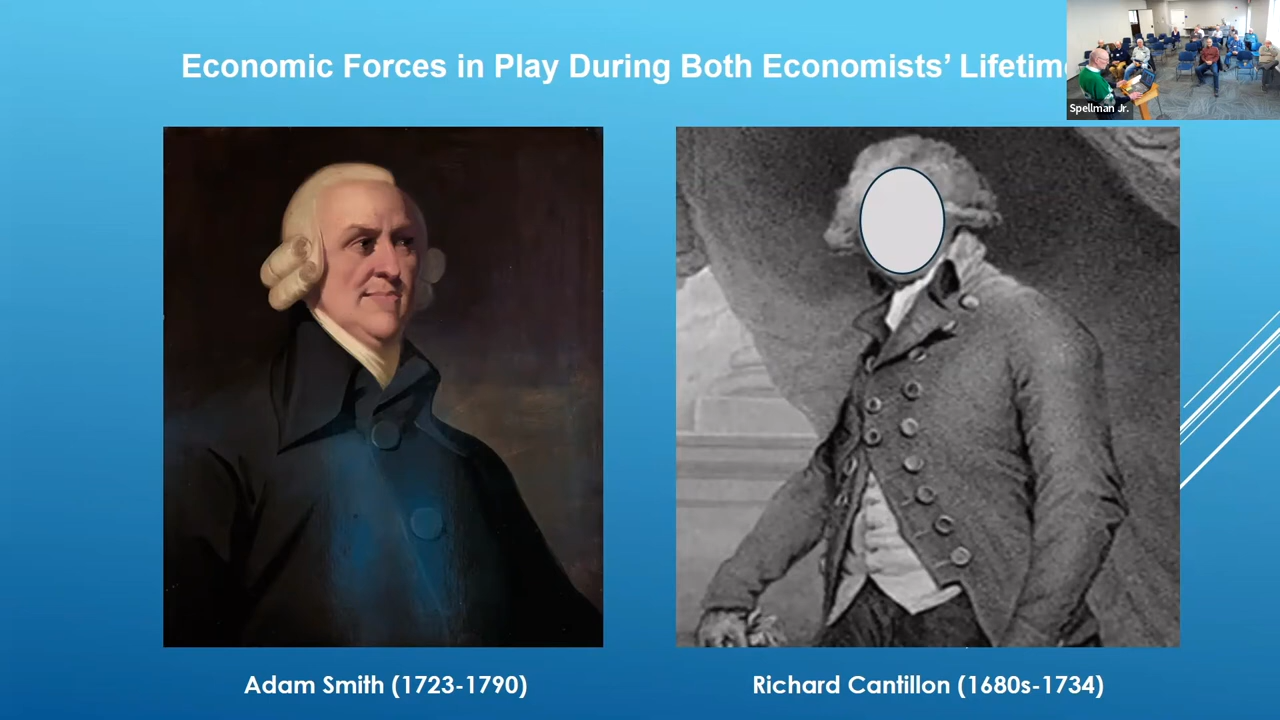 Economic Forces in Play During Both Economists’ Lifetim
Spellman Jr.
Adam Smith (1723-1790)
Richard Cantillon (1680s-1734)